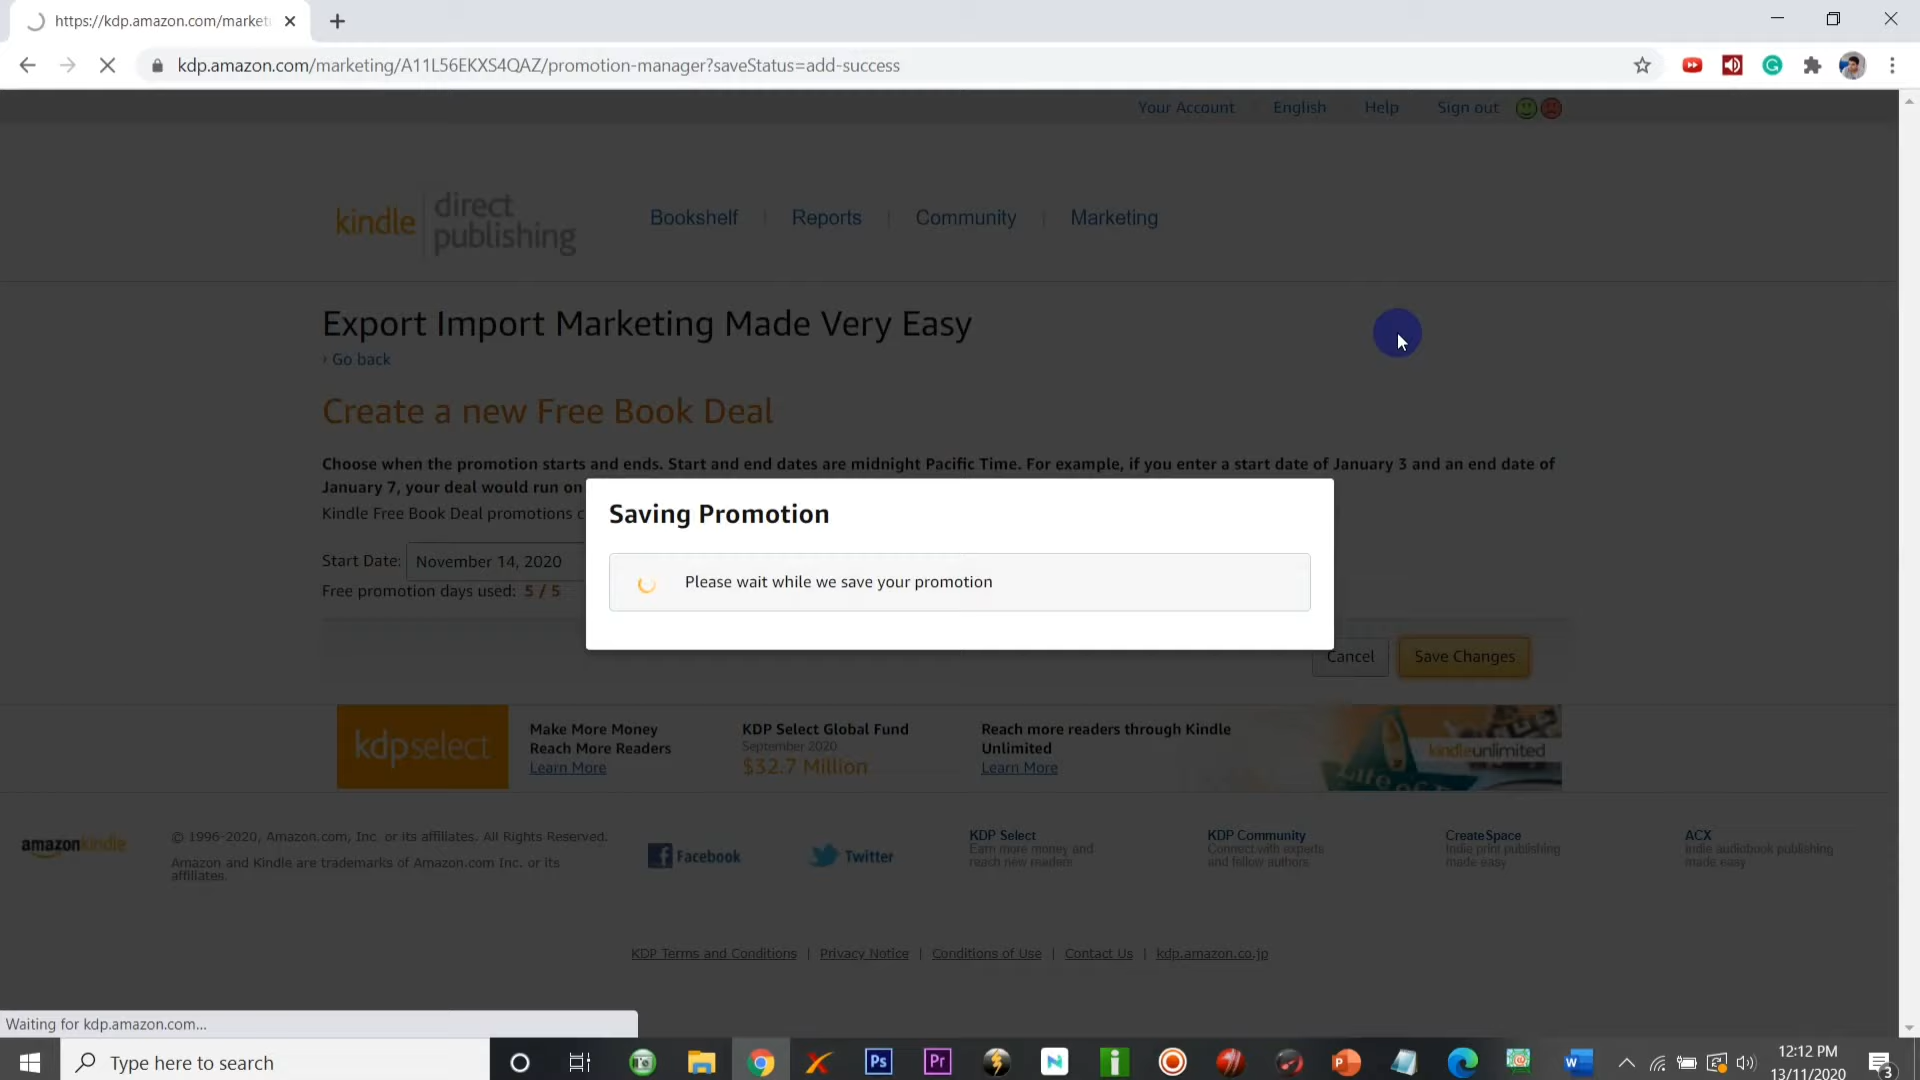 https://kdp.amazon.com/market
kdp.amazon.com/marketing/A11L56EKXS4QAZ/promotion-manager?saveStatus=add-success
Your Account English Help Sign out
kindle direct publishing
Bookshelf | Reports | Community | Marketing
Export Import Marketing Made Very Easy
› Go back
Create a new Free Book Deal
Choose when the promotion starts and ends. Start and end dates are midnight Pacific Time. For example, if you enter a start date of January 3 and an end date of
January 7, your deal would run on
Kindle Free Book Deal promotions c
Saving Promotion
Please wait while we save your promotion
Start Date: November 14, 2020
Free promotion days used: 5 / 5
Cancel Save Changes
kdpselect
Make More Money
Reach More Readers
Learn More
KDP Select Global Fund
September 2020
$32.7 Million
Reach more readers through Kindle
Unlimited
Learn More
kindleunlimited
Life of
amazonkindle
© 1996-2020, Amazon.com, Inc. or its affiliates. All Rights Reserved.
Amazon and Kindle are trademarks of Amazon.com Inc. or its
affiliates.
Facebook
Twitter
KDP Select
Earn more money and
reach new readers
KDP Community
Connect with experts
and fellow authors
CreateSpace
Indie print publishing
made easy
ACX
Indie audiobook publishing
made easy
KDP Terms and Conditions | Privacy Notice | Conditions of Use | Contact Us | kdp.amazon.co.jp
Waiting for kdp.amazon.com...
Type here to search
Ps
Pr
N
P
W
12:12 PM
13/11/2020
3